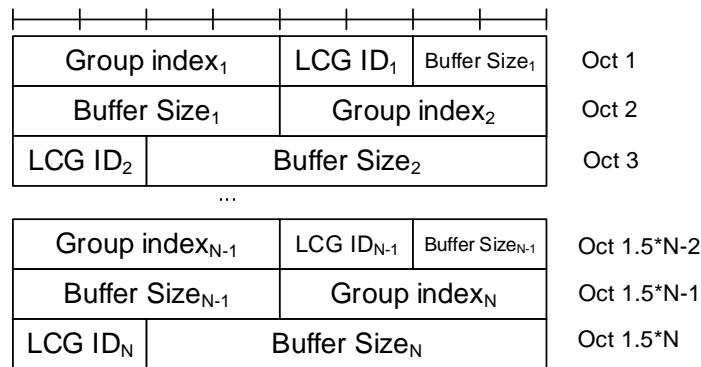 Group index1 LCG ID1 Buffer Size1 Oct 1
Buffer Size1 Group index2 Oct 2
LCG ID2 Buffer Size2 Oct 3
...
Group indexN-1 LCG IDN-1 Buffer SizeN-1 Oct 1.5*N-2
Buffer SizeN-1 Group indexN Oct 1.5*N-1
LCG IDN Buffer SizeN Oct 1.5*N